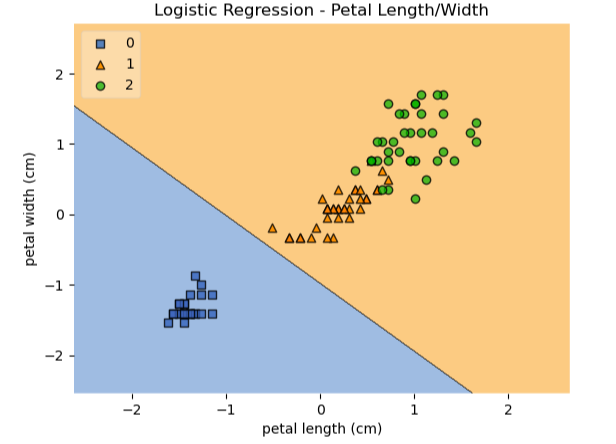 Logistic Regression - Petal Length/Width
0
1
2
petal width (cm)
2
1
0
−1
−2
−2 −1 0 1 2
petal length (cm)